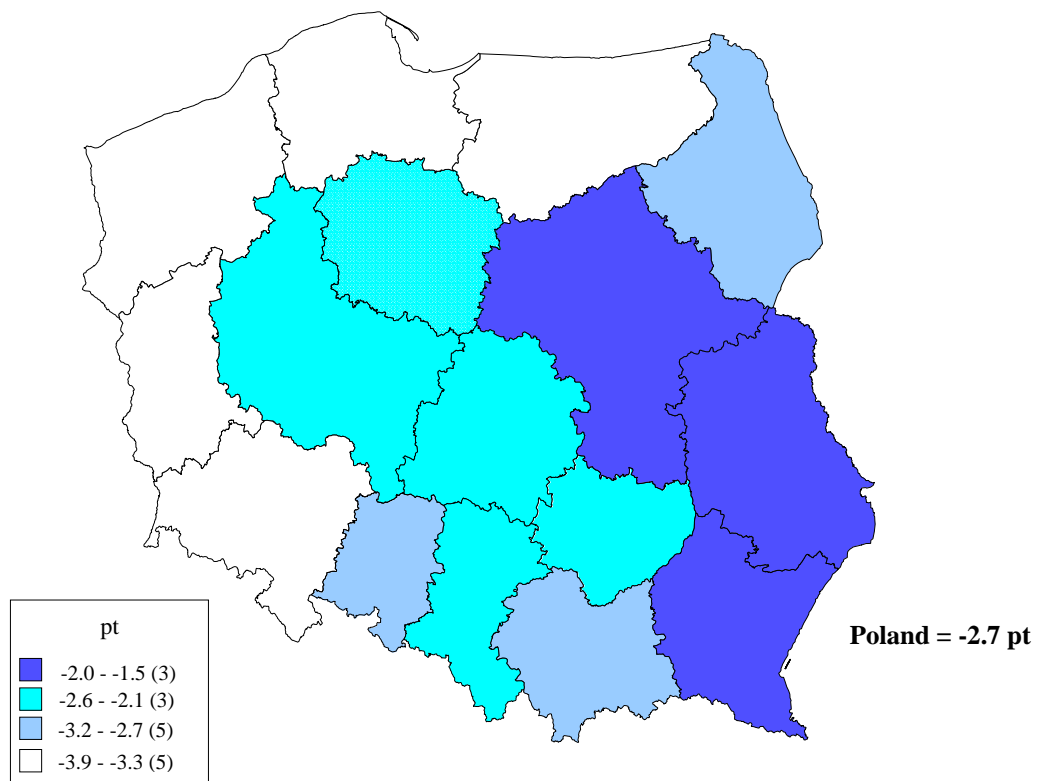 Poland = -2.7 pt
pt
-2.0 - -1.5 (3)
-2.6 - -2.1 (3)
-3.2 - -2.7 (5)
-3.9 - -3.3 (5)